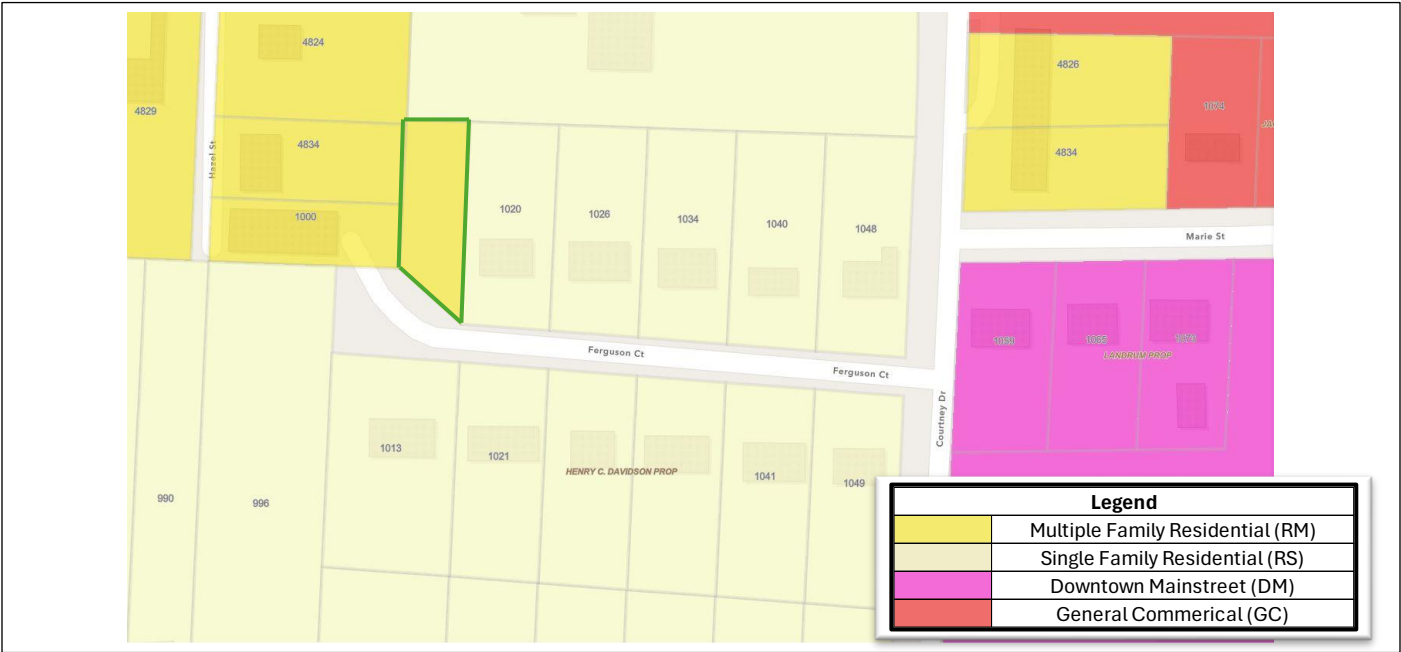 4824
4826
4829
1074
JA
Hazel St
4834
4834
1000
1020
1026
1034
1040
1048
Marie St
1059
1065
1073
LANDRUM PROP
Ferguson Ct
Ferguson Ct
Courtney Dr
1013
1021
HENRY C. DAVIDSON PROP
1041
1049
990
996
Legend
Multiple Family Residential (RM)
Single Family Residential (RS)
Downtown Mainstreet (DM)
General Commerical (GC)